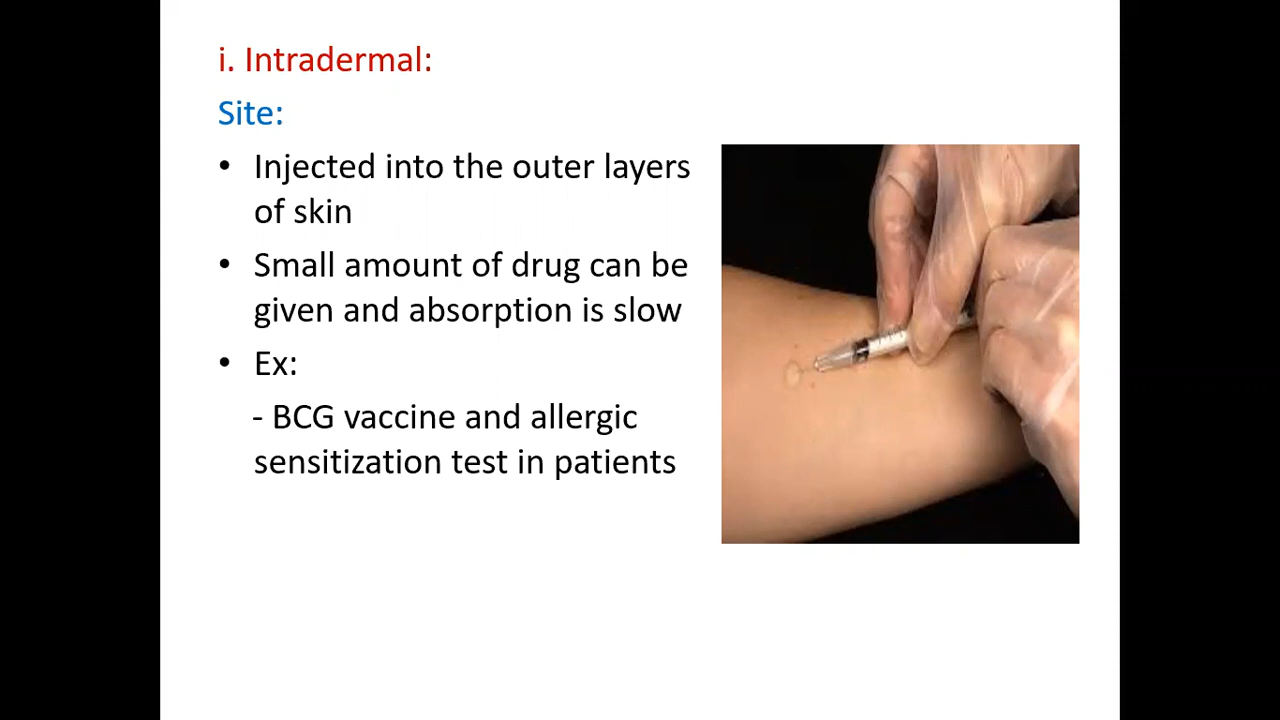 i. Intradermal:
Site:
• Injected into the outer layers
of skin
• Small amount of drug can be
given and absorption is slow
• Ex:
- BCG vaccine and allergic
sensitization test in patients